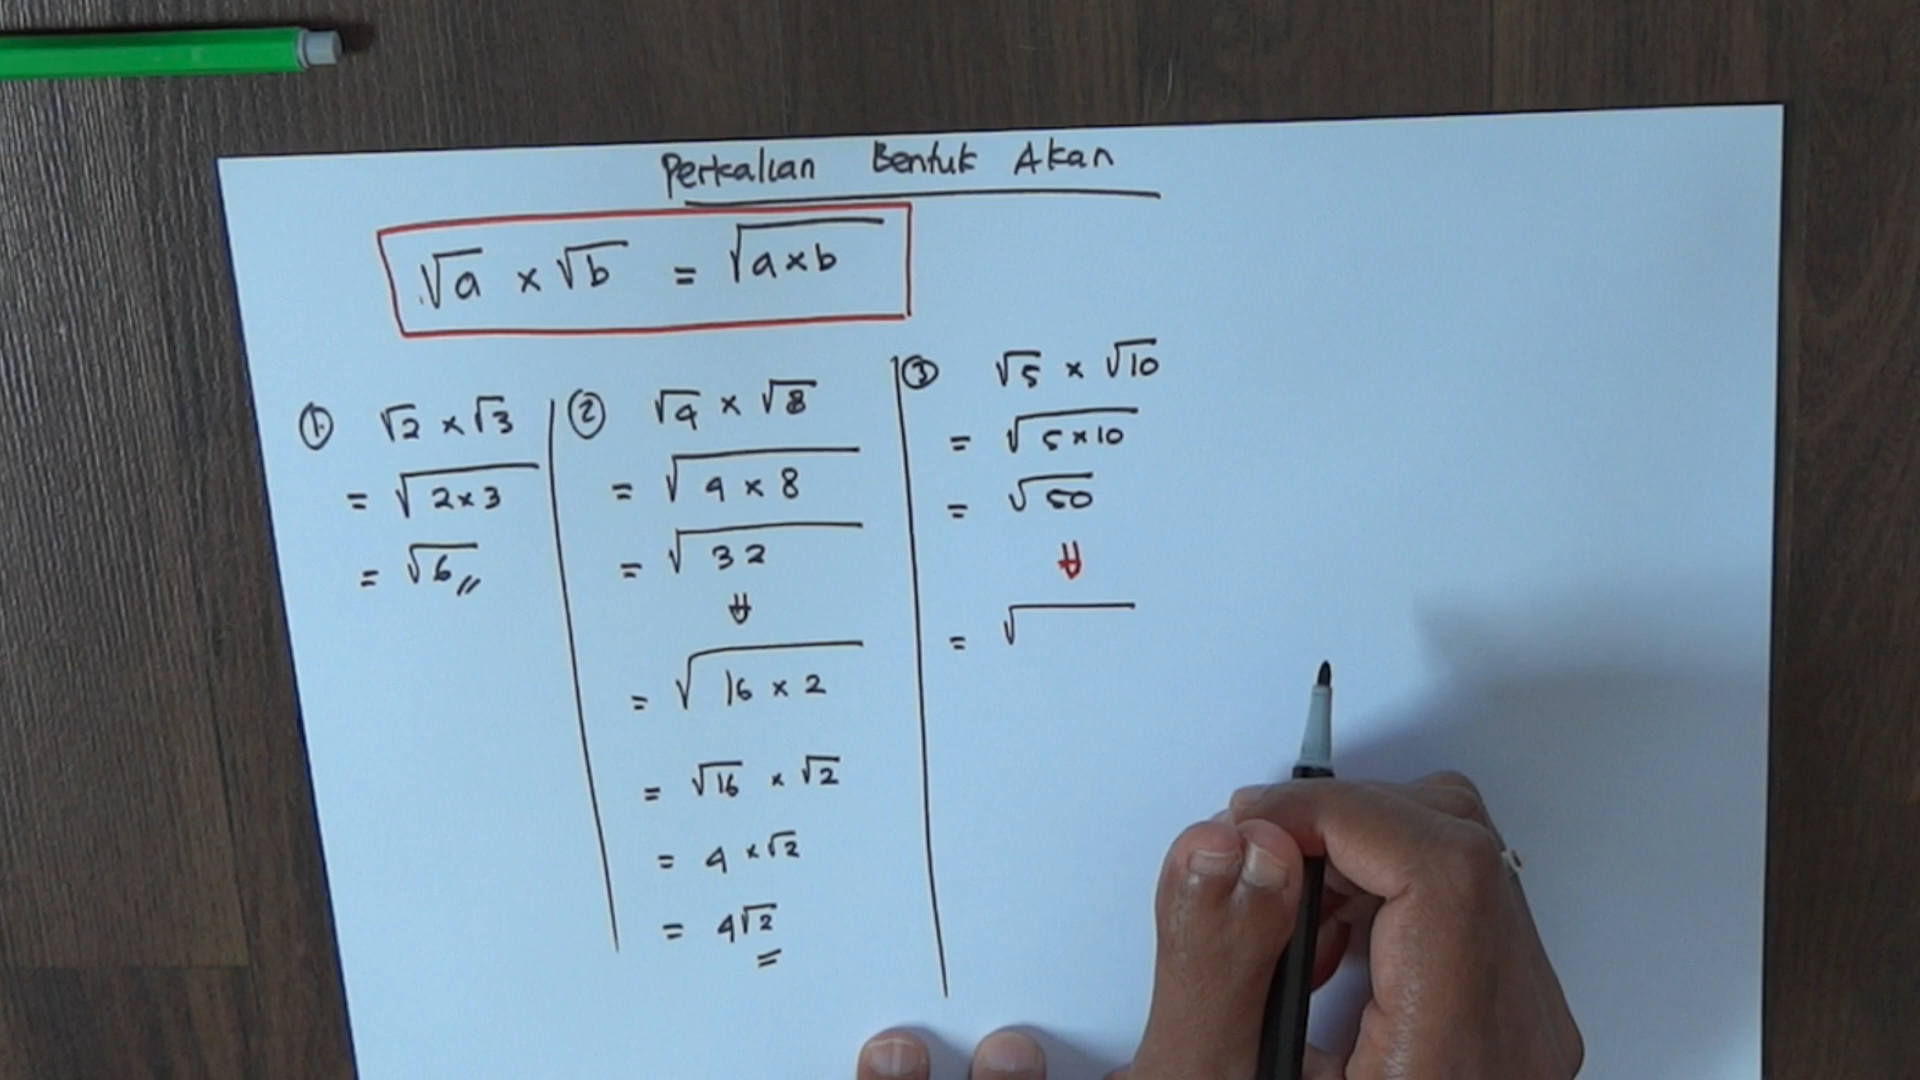 Perkalian Bentuk Akan
√a × √b = √a×b
① √2 × √3
= √2×3
= √6 //
② √4 × √8
= √4 × 8
= √32
⇓
= √16 × 2
= √16 × √2
= 4 × √2
= 4√2
③ √5 × √10
= √5×10
= √50
⇓
= √